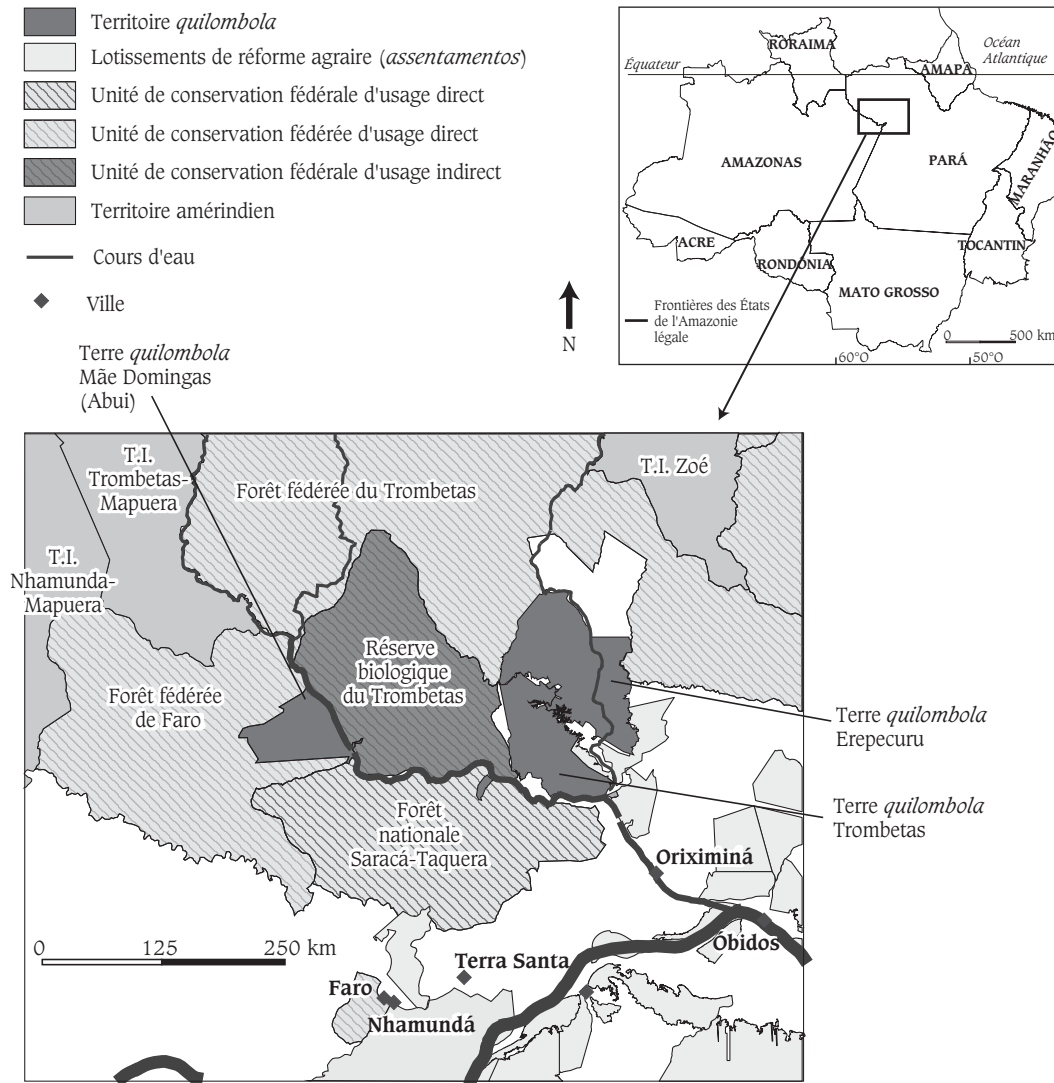 Territoire quilombola
Lotissements de réforme agraire (assentamentos)
Unité de conservation fédérale d'usage direct
Unité de conservation fédérée d'usage direct
Unité de conservation fédérale d'usage indirect
Territoire amérindien
Cours d'eau
Ville
Équateur
Océan
Atlantique
RORAIMA
AMAPÁ
AMAZONAS
PARÁ
MARANHÃO
ACRE
RONDÔNIA
TOCANTIN
MATO GROSSO
Frontières des États
de l'Amazonie
légale
0 500 km
60°O
50°O
N
Terre quilombola
Mãe Domingas
(Abui)
T.I.
Trombetas-
Mapuera
Forêt fédérée du Trombetas
T.I. Zoé
T.I.
Nhamunda-
Mapuera
Réserve
biologique
du Trombetas
Forêt fédérée
de Faro
Terre quilombola
Erepecuru
Terre quilombola
Trombetas
Forêt
nationale
Saracá-Taquera
Oriximiná
Óbidos
0 125 250 km
Terra Santa
Faro
Nhamundá